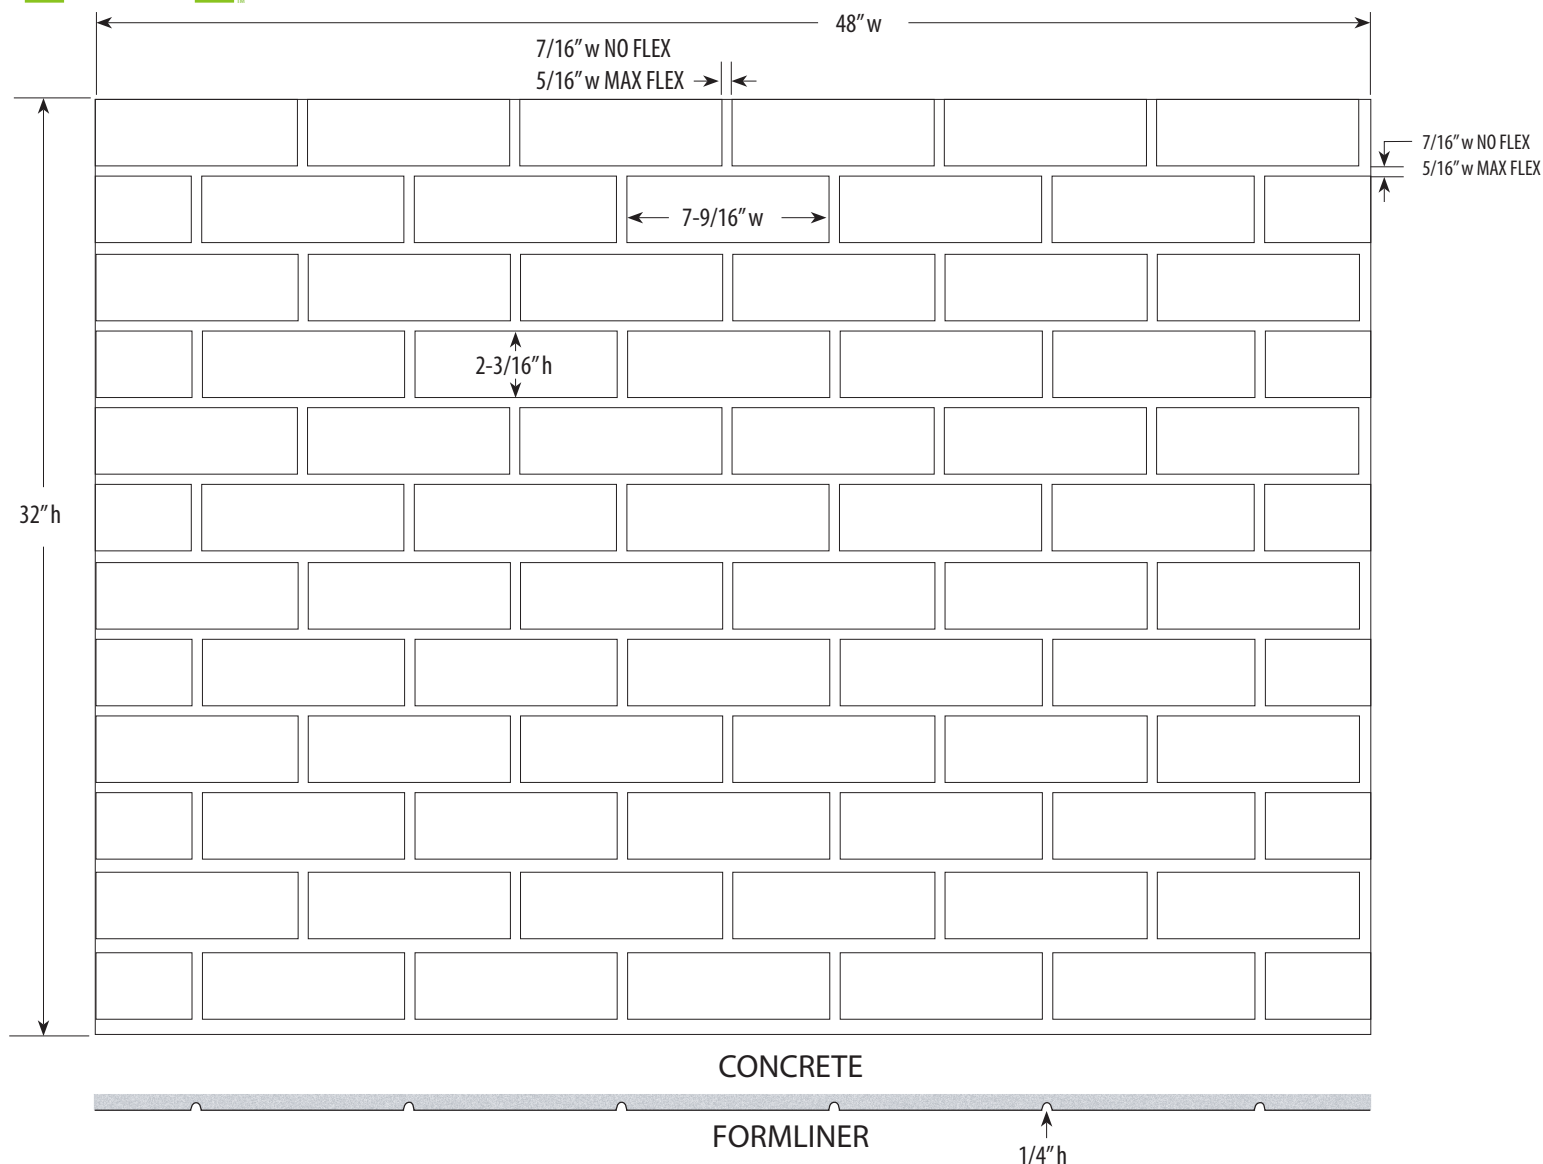 48" w
7/16" w NO FLEX
5/16" w MAX FLEX
7/16" w NO FLEX
5/16" w MAX FLEX
7-9/16" w
2-3/16" h
32" h
CONCRETE
FORMLINER
1/4" h